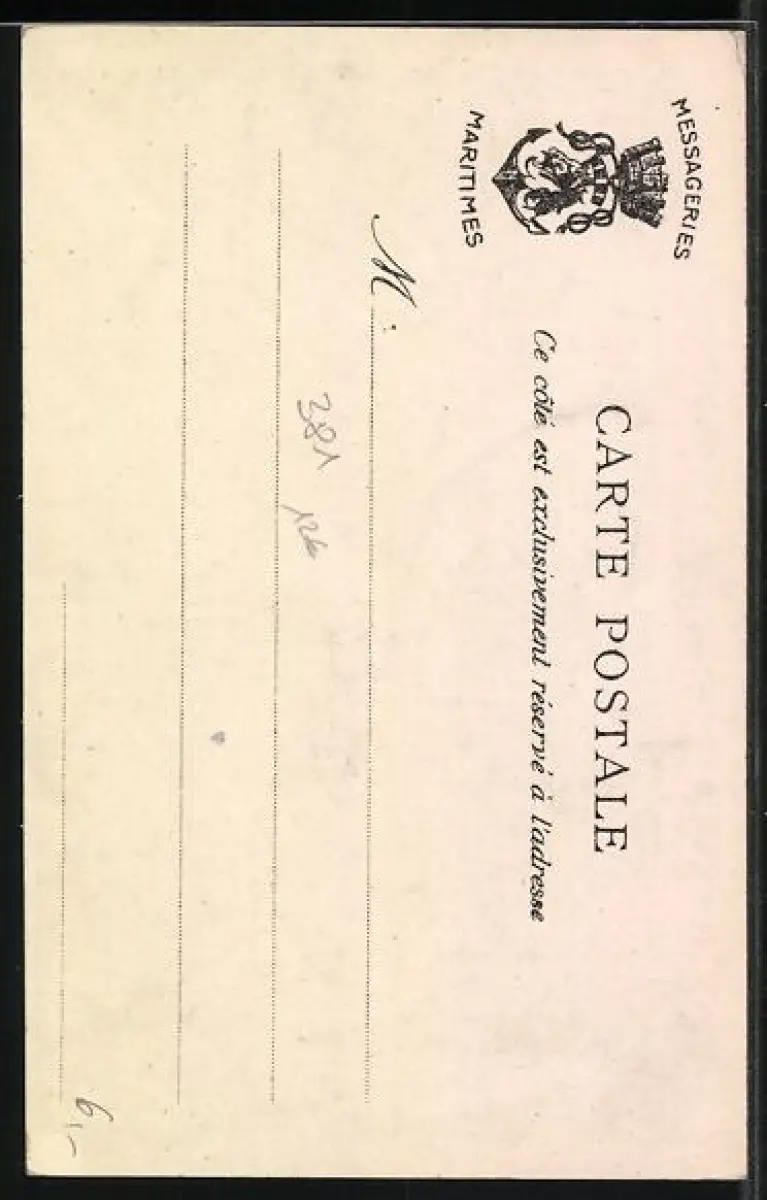 MESSAGERIES
MARITIMES
CARTE POSTALE
Ce côté est exclusivement réservé à l'adresse
M
381
6,-